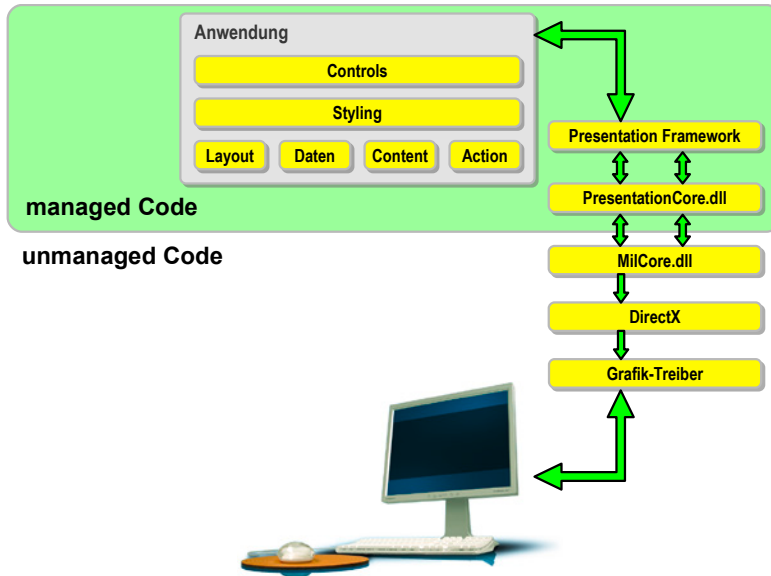 Anwendung
Controls
Styling
Layout
Daten
Content
Action
managed Code
Presentation Framework
PresentationCore.dll
unmanaged Code
MilCore.dll
DirectX
Grafik-Treiber